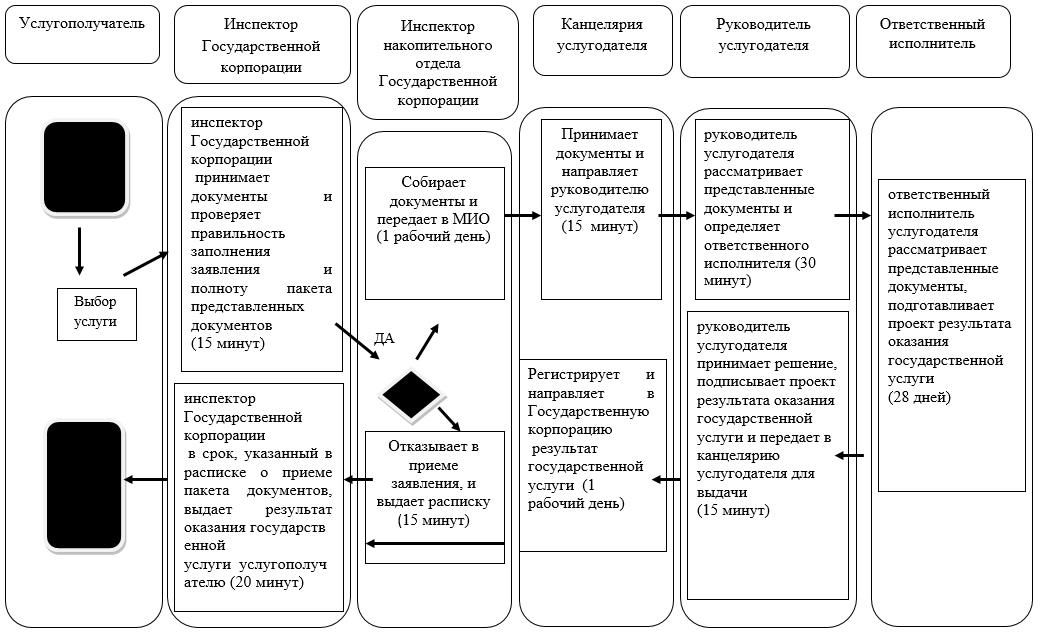 Услугополучатель
Инспектор
Государственной
корпорации
Инспектор
накопительного
отдела
Государственной
корпорации
Канцелярия
услугодателя
Руководитель
услугодателя
Ответственный
исполнитель
Выбор
услуги
инспектор
Государственной
корпорации
принимает
документы и
проверяет
правильность
заполнения
заявления и
полноту пакета
представленных
документов
(15 минут)
ДА
Собирает
документы и
передает в МИО
(1 рабочий день)
Принимает
документы и
направляет
руководителю
услугодателя
(15 минут)
руководитель
услугодателя
рассматривает
представленные
документы и
определяет
ответственного
исполнителя (30
минут)
ответственный
исполнитель
услугодателя
рассматривает
представленные
документы,
подготавливает
проект результата
оказания
государственной
услуги
(28 дней)
руководитель
услугодателя
принимает решение,
подписывает проект
результата оказания
государственной
услуги и передает в
канцелярию
услугодателя для
выдачи
(15 минут)
Регистрирует и
направляет в
Государственную
корпорацию
результат
государственной
услуги (1
рабочий день)
Отказывает в
приеме
заявления, и
выдает расписку
(15 минут)
инспектор
Государственной
корпорации
в срок, указанный в
расписке о приеме
пакета документов,
выдает результат
оказания государств
енной
услуги услугополуч
ателю (20 минут)